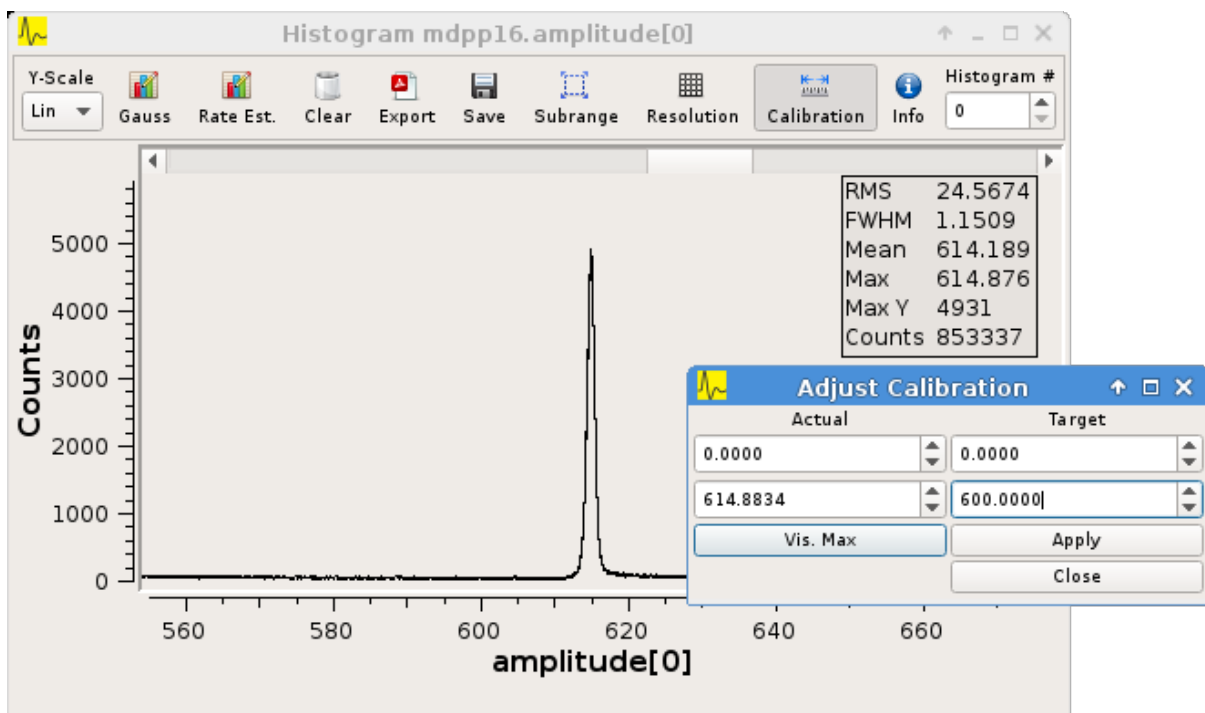 Histogram mdpp16.amplitude[0]
Y-Scale
Lin
Gauss
Rate Est.
Clear
Export
Save
Subrange
Resolution
Calibration
Info
Histogram #
0
RMS 24.5674
FWHM 1.1509
Mean 614.189
Max 614.876
Max Y 4931
Counts 853337
5000
4000
3000
2000
1000
0
Counts
560 580 600 620 640 660
amplitude[0]
Adjust Calibration
Actual Target
0.0000 0.0000
614.8834 600.0000
Vis. Max Apply
Close